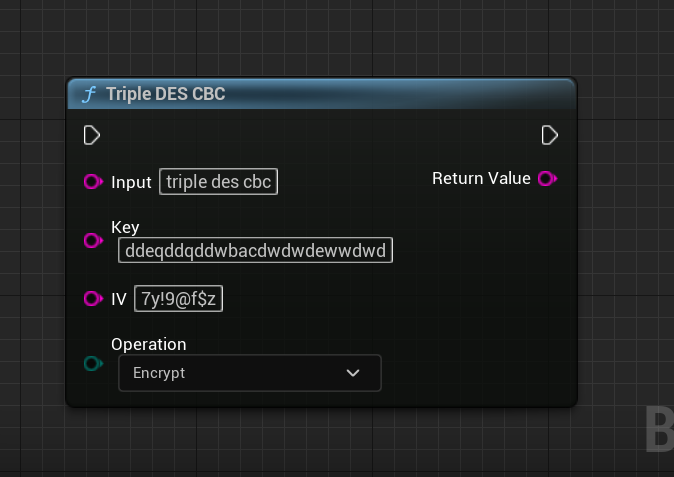 Triple DES CBC
Input triple des cbc
Return Value
Key
ddeqddqddwbacdwdwdewwdwd
IV 7y!9@f$z
Operation
Encrypt